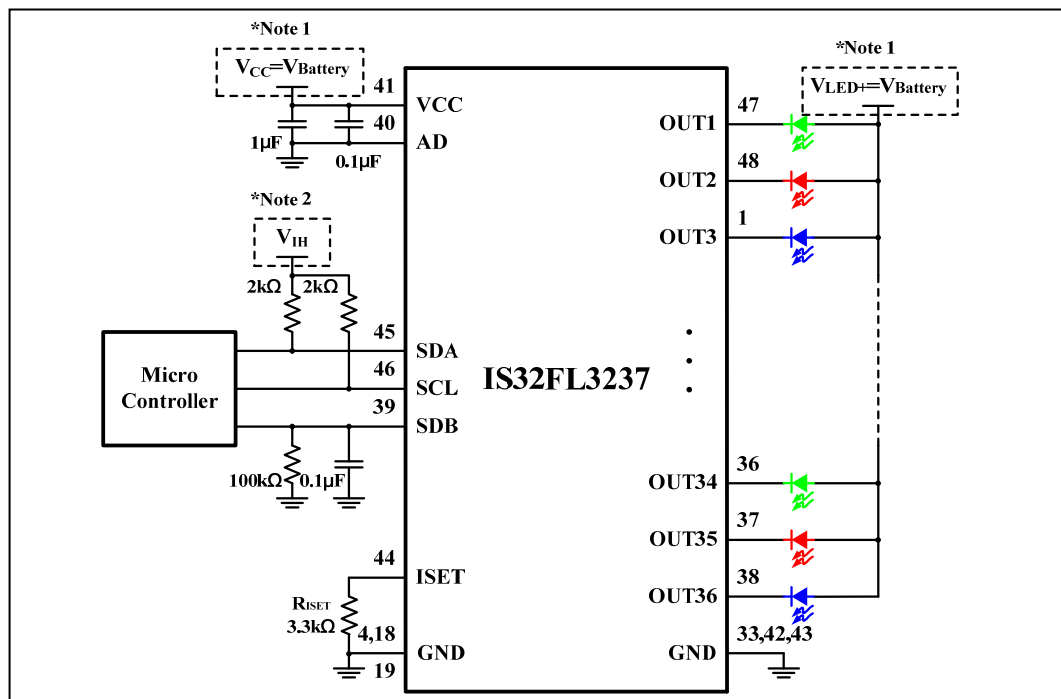 *Note 1
VCC=VBattery
41
VCC
40
AD
1μF
0.1μF
*Note 2
VIH
2kΩ
2kΩ
Micro
Controller
45
SDA
46
SCL
39
SDB
100kΩ
0.1μF
44
ISET
RISET
3.3kΩ
4,18
GND
19
IS32FL3237
*Note 1
VLED+=VBattery
47
OUT1
48
OUT2
1
OUT3
36
OUT34
37
OUT35
38
OUT36
33,42,43
GND